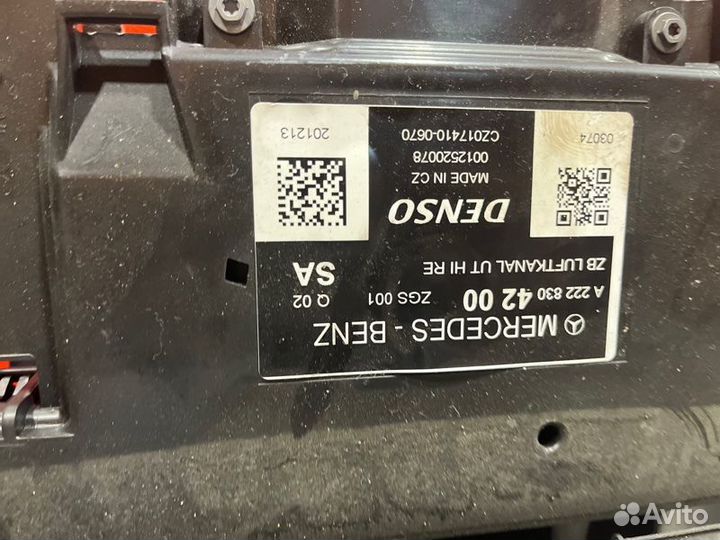 MERCEDES - BENZ
A 222 830 42 00
ZGS 001
Q 02
ZB LUFTKANAL UT HI RE
SA
DENSO
MADE IN CZ
0012520078
CZ017410-0670
03074
201213
Avito